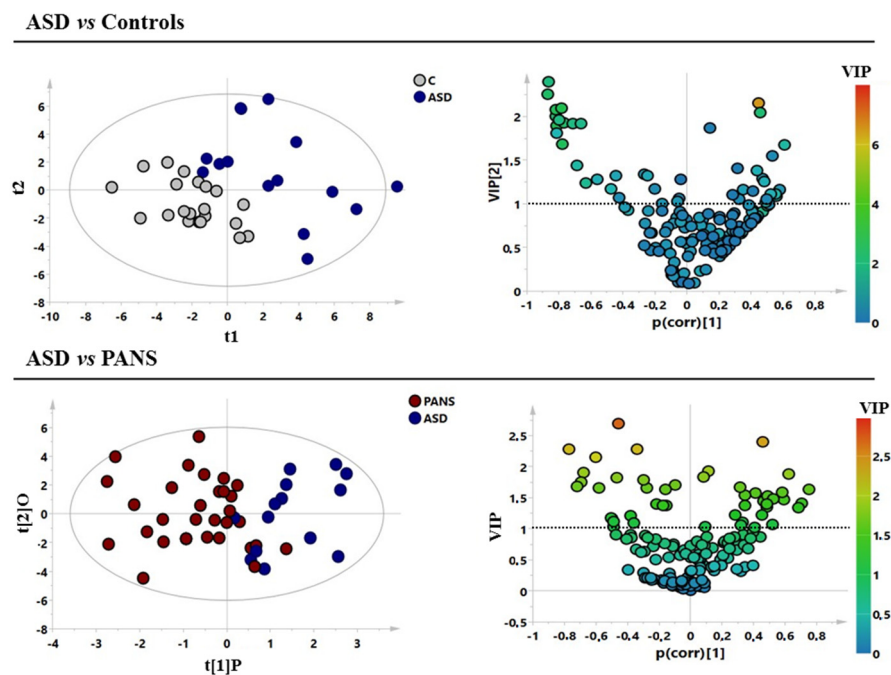 ASD vs Controls
C
ASD
6
4
2
0
-2
-4
-6
-8
t2
-10 -8 -6 -4 -2 0 2 4 6 8
t1
VIP
2
1,5
1
0,5
0
VIP[2]
-1 -0,8 -0,6 -0,4 -0,2 0 0,2 0,4 0,6 0,8
p(corr)[1]
6
4
2
0
ASD vs PANS
PANS
ASD
6
4
2
0
-2
-4
-6
-8
t[2]O
-4 -3 -2 -1 0 1 2 3
t[1]P
VIP
2,5
2
1,5
1
0,5
0
-0,5
VIP
-1 -0,8 -0,6 -0,4 -0,2 0 0,2 0,4 0,6 0,8
p(corr)[1]
2,5
2
1,5
1
0,5
0